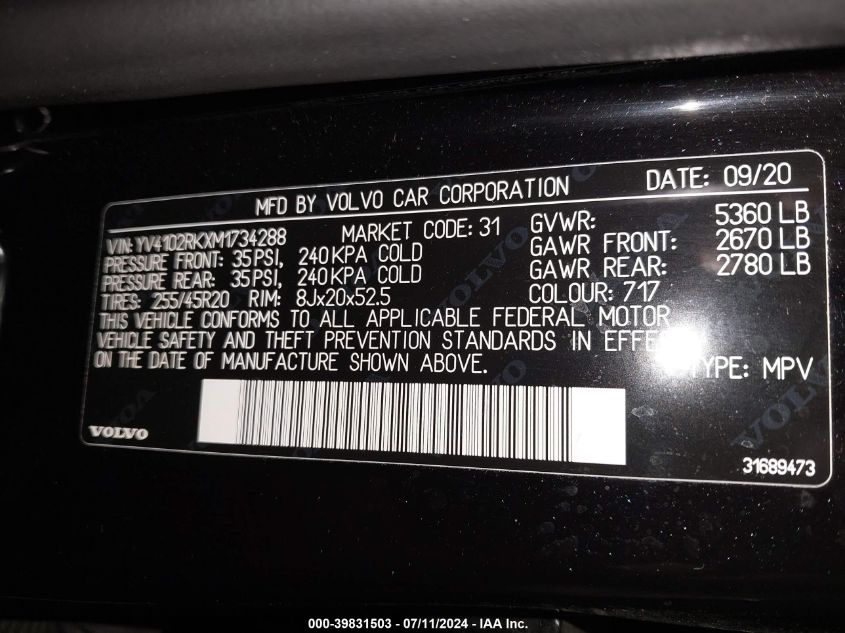 MFD BY VOLVO CAR CORPORATION DATE: 09/20
VIN: YV4102RKXM1734288 MARKET CODE: 31 GVWR: 5360 LB
PRESSURE FRONT: 35PSI, 240KPA COLD GAWR FRONT: 2670 LB
PRESSURE REAR: 35PSI, 240KPA COLD GAWR REAR: 2780 LB
TIRES: 255/45R20 RIM: 8Jx20x52.5 COLOUR: 717
THIS VEHICLE CONFORMS TO ALL APPLICABLE FEDERAL MOTOR
VEHICLE SAFETY AND THEFT PREVENTION STANDARDS IN EFFECT
ON THE DATE OF MANUFACTURE SHOWN ABOVE. TYPE: MPV
VOLVO
31689473
000-39831503 - 07/11/2024 - IAA Inc.